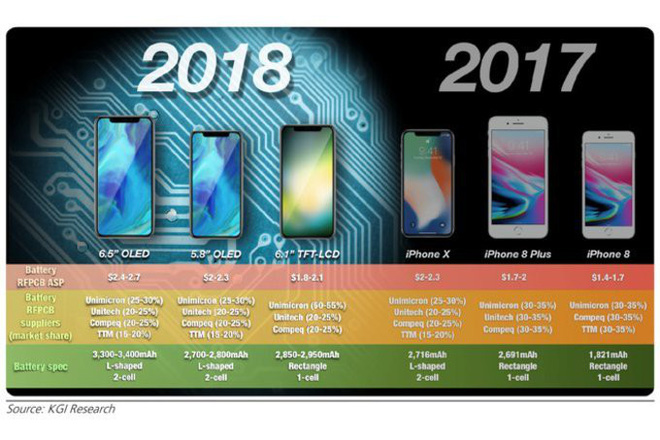 2018 2017
6.5" OLED 5.8" OLED 6.1" TFT-LCD iPhone X iPhone 8 Plus iPhone 8
Battery
RFPCB ASP
$2.4-2.7 $2-2.3 $1.8-2.1 $2-2.3 $1.7-2 $1.4-1.7
Battery
RFPCB
suppliers
(market share)
Unimicron (25-30%) Unimicron (25-30%) Unimicron (50-55%) Unimicron (25-30%) Unimicron (30-35%) Unimicron (30-35%)
Unitech (20-25%) Unitech (20-25%) Unitech (20-25%) Unitech (20-25%) Unitech (30-35%) Compeq (30-35%)
Compeq (20-25%) Compeq (20-25%) Compeq (20-25%) Compeq (20-25%) Compeq (30-35%) TTM (30-35%)
TTM (15-20%) TTM (15-20%) TTM (15-20%)
Battery spec
3,300-3,400mAh 2,700-2,800mAh 2,850-2,950mAh 2,716mAh 2,691mAh 1,821mAh
L-shaped L-shaped Rectangle L-shaped Rectangle Rectangle
2-cell 2-cell 1-cell 2-cell 1-cell 1-cell
Source: KGI Research